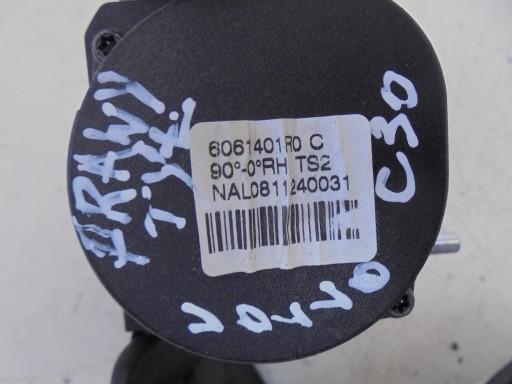 PRAWY
TYŁ
6061401R0 C
90°-0°RH TS2
NAL0811240031
C30
VOLVO